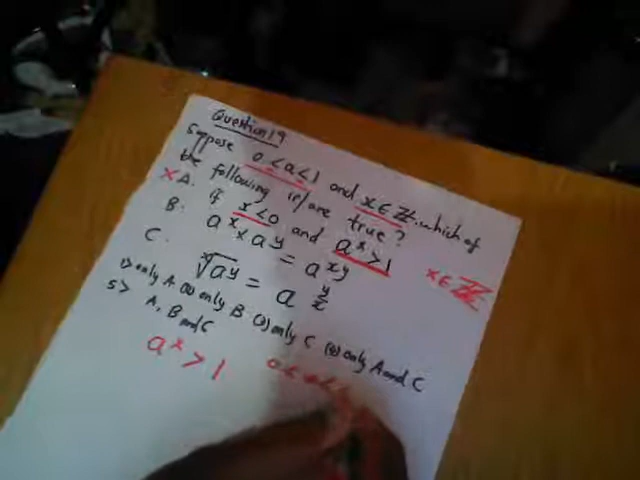 Question 19
Suppose 0 < a < 1 and x ∈ ℤ. which of
the following is/are true?
x A. if x < 0 and a^x > 1
B. a^x × a^y = a^xy
C. ˣ√a^y = a^(y/x)
1) only A (2) only B (3) only C (4) only A and C
5) A, B and C
x ∈ ℤ
a^x > 1
0 < a <